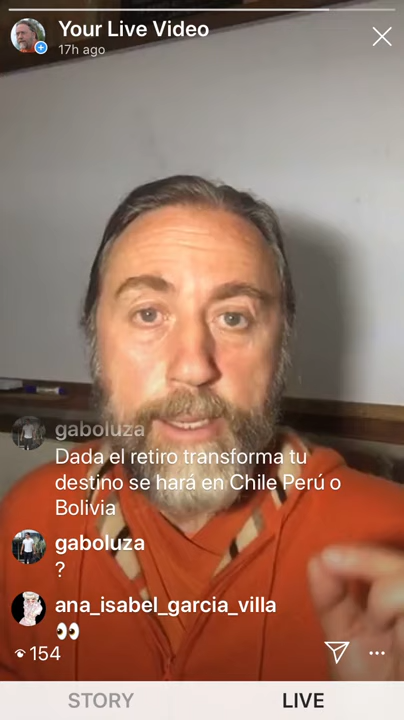 Your Live Video
17h ago
gaboluza
Dada el retiro transforma tu
destino se hará en Chile Perú o
Bolivia
gaboluza
?
ana_isabel_garcia_villa
👀
154
STORY LIVE